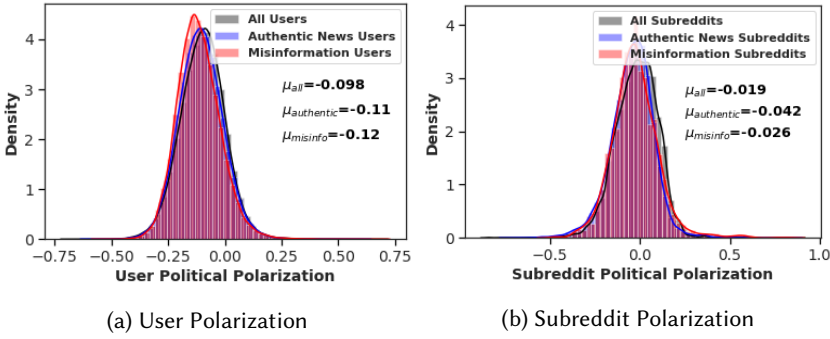 All Users
Authentic News Users
Misinformation Users
μall=-0.098
μauthentic=-0.11
μmisinfo=-0.12
Density
4
3
2
1
0
−0.75 −0.50 −0.25 0.00 0.25 0.50 0.75
User Political Polarization
(a) User Polarization
All Subreddits
Authentic News Subreddits
Misinformation Subreddits
μall=-0.019
μauthentic=-0.042
μmisinfo=-0.026
Density
4
3
2
1
0
−0.5 0.0 0.5 1.0
Subreddit Political Polarization
(b) Subreddit Polarization